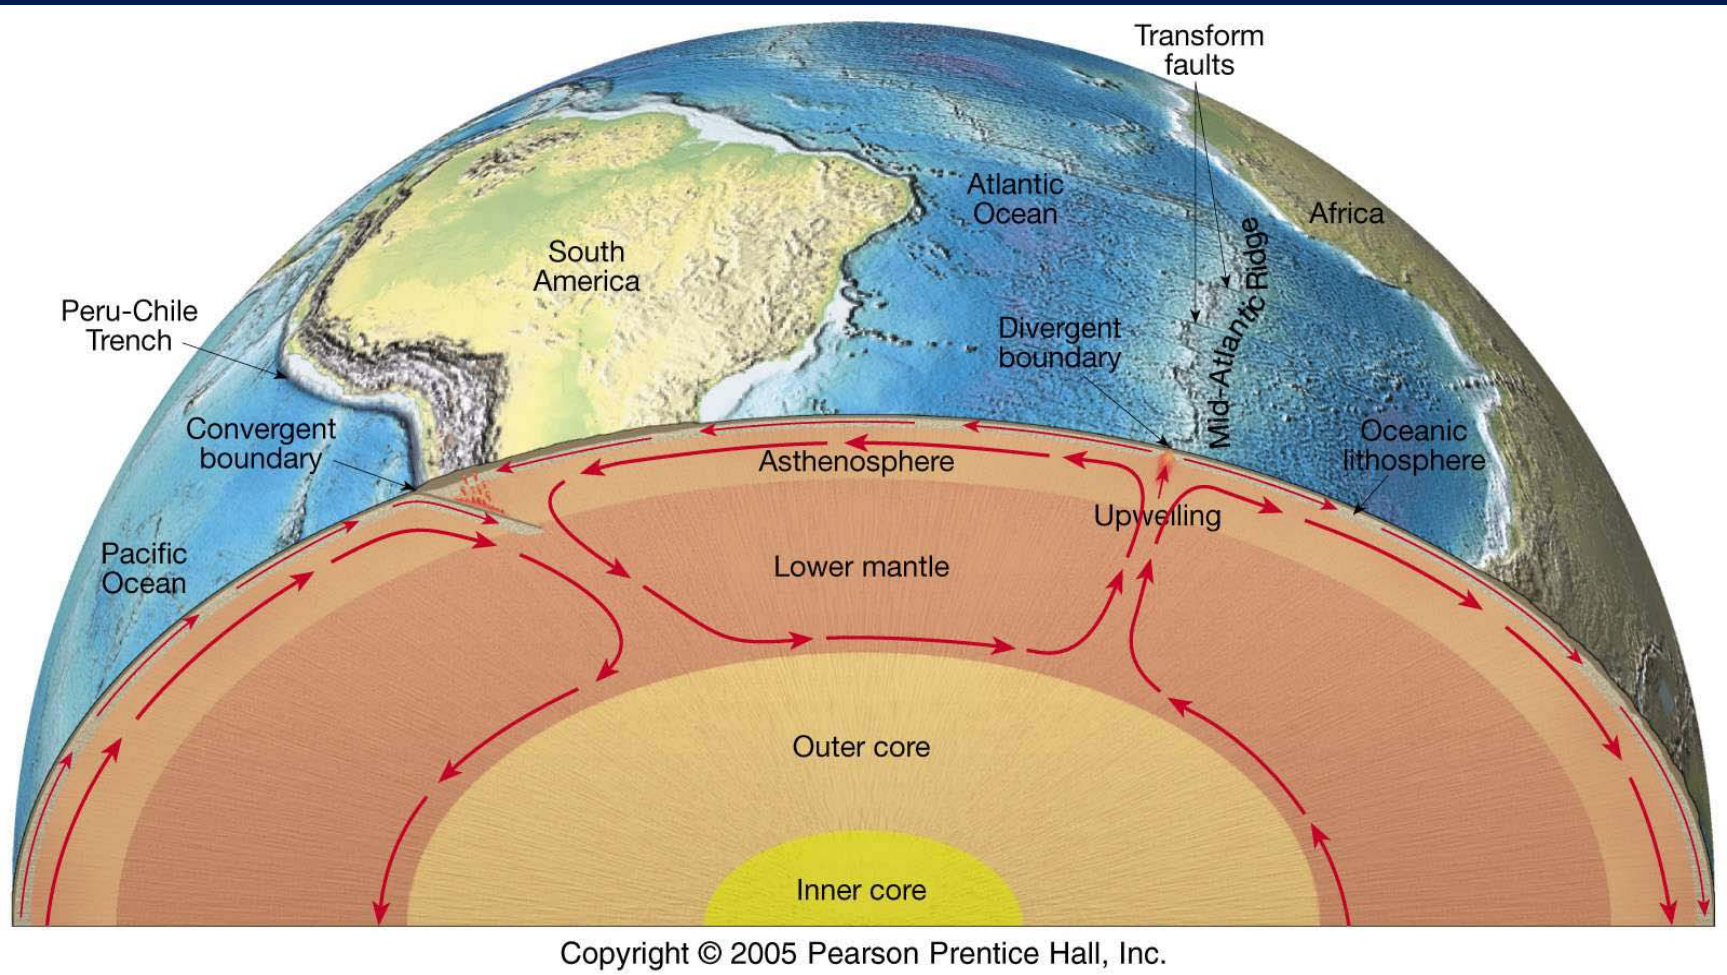 Transform
faults
Atlantic
Ocean
Africa
South
America
Peru-Chile
Trench
Divergent
boundary
Mid-Atlantic Ridge
Convergent
boundary
Oceanic
lithosphere
Asthenosphere
Upwelling
Pacific
Ocean
Lower mantle
Outer core
Inner core
Copyright © 2005 Pearson Prentice Hall, Inc.